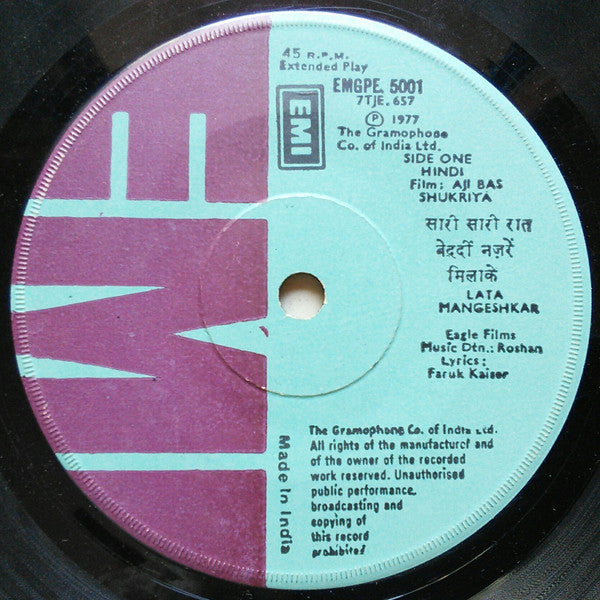 45 R.P.M.
Extended Play
EMGPE. 5001
7TJE. 657
Ⓟ 1977
EMI
The Gramophone
Co. of India Ltd.
SIDE ONE
HINDI
Film: AJI BAS
SHUKRIYA
सारी सारी रात
बेदर्दी नज़रें
मिलाके
LATA
MANGESHKAR
Eagle Films
Music Dtn.: Roshan
Lyrics:
Faruk Kaiser
The Gramophone Co. of India Ltd.
All rights of the manufacturer and
of the owner of the recorded
work reserved. Unauthorised
public performance,
broadcasting and
copying of
this record
prohibited
Made in India
EMI